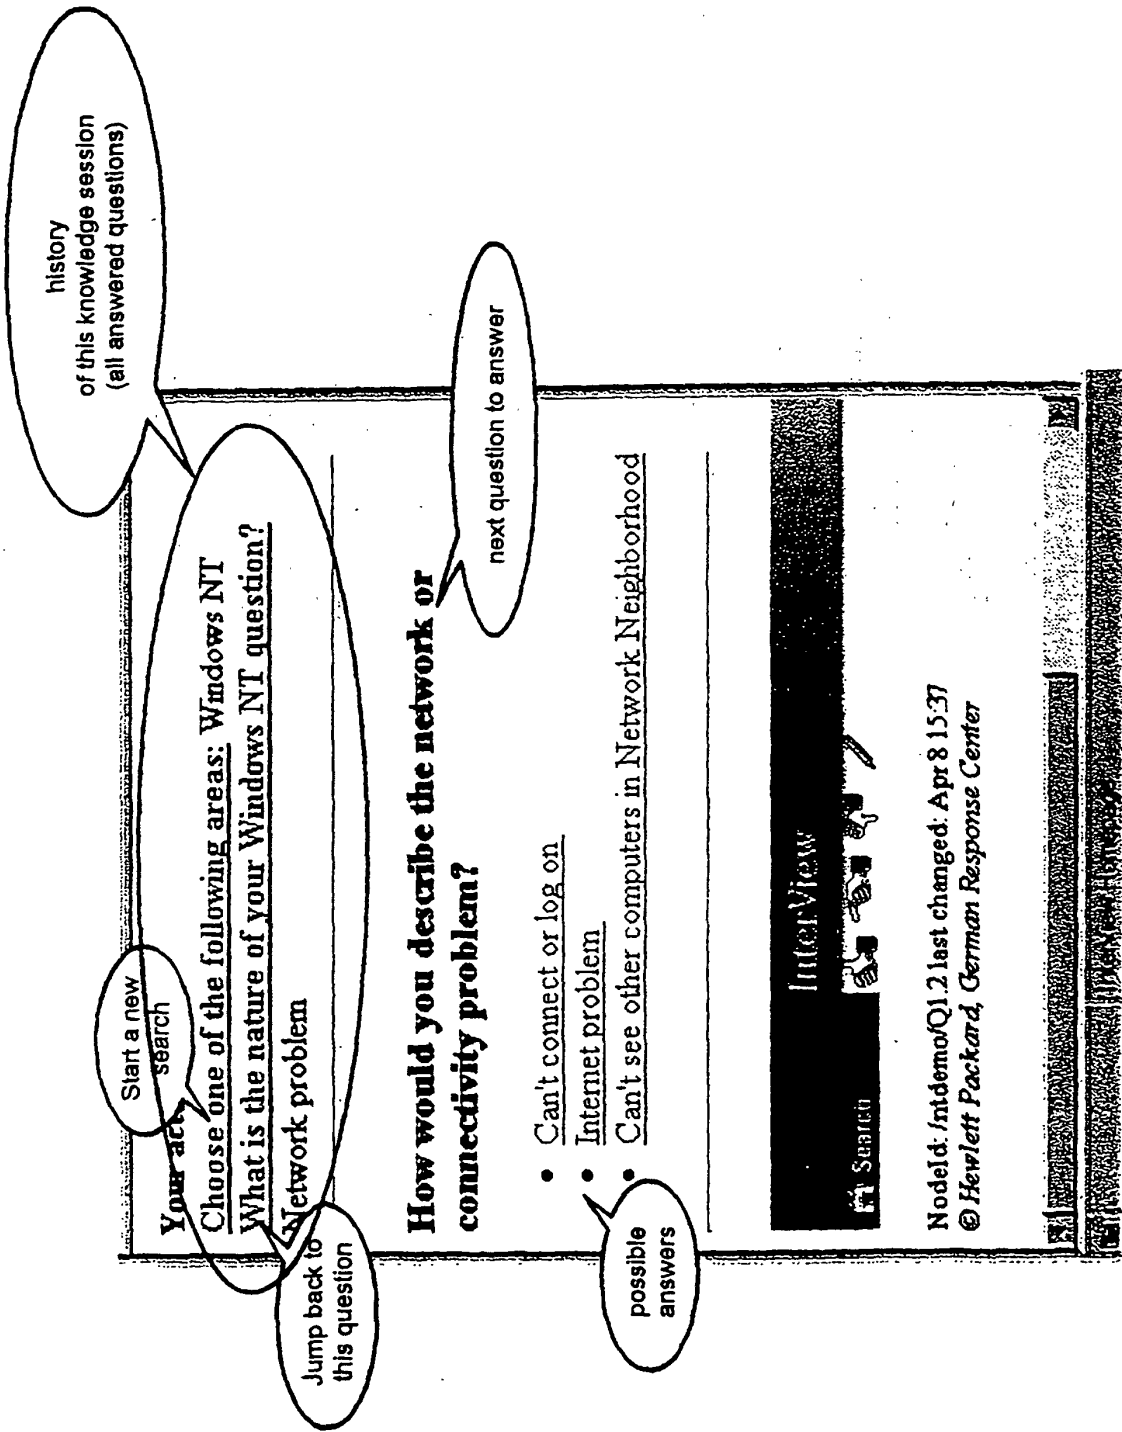 history
of this knowledge session
(all answered questions)
Start a new
search
Your act
Choose one of the following areas: Windows NT
What is the nature of your Windows NT question?
Network problem
Jump back to
this question
How would you describe the network or
connectivity problem?
next question to answer
• Can't connect or log on
• Internet problem
• Can't see other computers in Network Neighborhood
possible
answers
InterView
Search
NodeId: /ntdemo/Q1.2 last changed: Apr 8 15:37
© Hewlett Packard, German Response Center